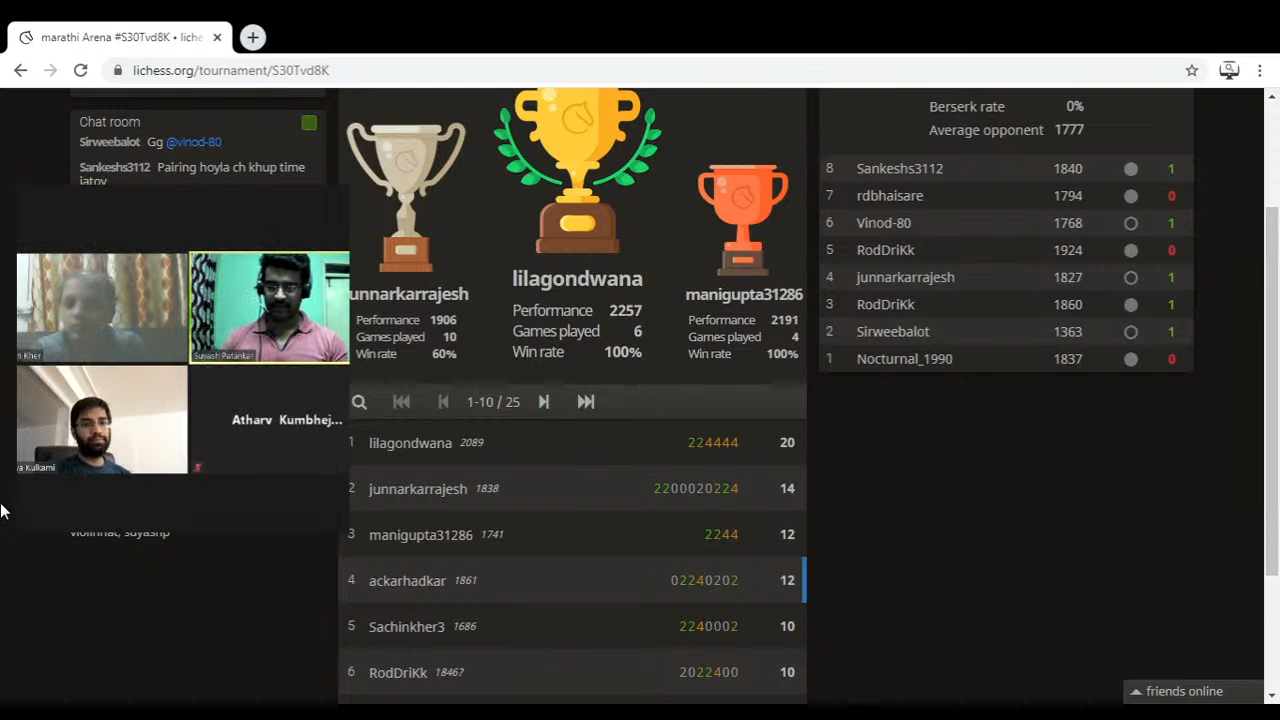 marathi Arena #S30Tvd8K • liche
lichess.org/tournament/S30Tvd8K
Chat room
Sirweebalot Gg @vinod-80
Sankeshs3112 Pairing hoyla ch khup time
jatoy
Kher
Suyash Patankar
Kulkarni
Atharv Kumbhej...
violinhat, suyashp
unnarkarrajesh
Performance 1906
Games played 10
Win rate 60%
lilagondwana
Performance 2257
Games played 6
Win rate 100%
manigupta31286
Performance 2191
Games played 4
Win rate 100%
1-10 / 25
1 lilagondwana 2089 224444 20
2 junnarkarrajesh 1838 2200020224 14
3 manigupta31286 1741 2244 12
4 ackarhadkar 1861 02240202 12
5 Sachinkher3 1686 2240002 10
6 RodDriKk 1846? 2022400 10
Berserk rate 0%
Average opponent 1777
8 Sankeshs3112 1840 1
7 rdbhaisare 1794 0
6 Vinod-80 1768 1
5 RodDriKk 1924 0
4 junnarkarrajesh 1827 1
3 RodDriKk 1860 1
2 Sirweebalot 1363 1
1 Nocturnal_1990 1837 0
friends online